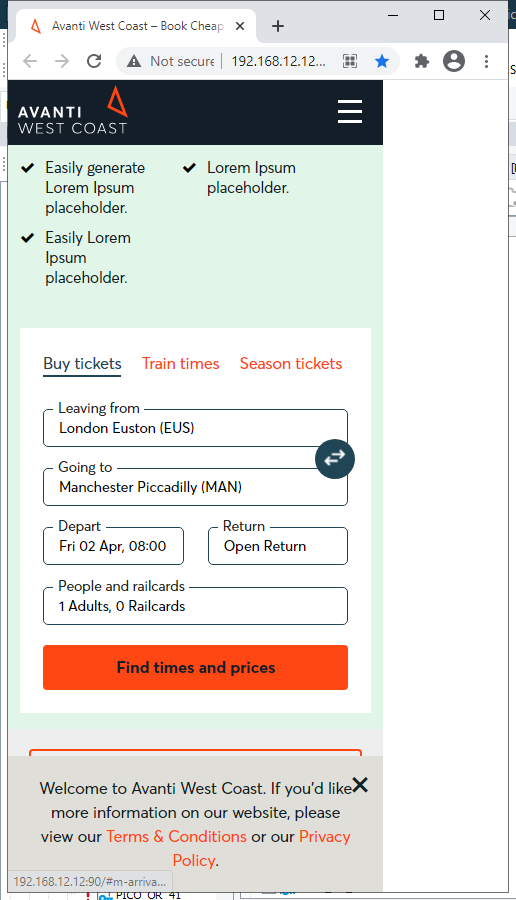 Avanti West Coast – Book Cheap
Not secure
192.168.12.12...
AVANTI
WEST COAST
Easily generate
Lorem Ipsum
placeholder.
Lorem Ipsum
placeholder.
Easily Lorem
Ipsum
placeholder.
Buy tickets
Train times
Season tickets
Leaving from
London Euston (EUS)
Going to
Manchester Piccadilly (MAN)
Depart
Fri 02 Apr, 08:00
Return
Open Return
People and railcards
1 Adults, 0 Railcards
Find times and prices
Welcome to Avanti West Coast. If you'd like
more information on our website, please
view our Terms & Conditions or our Privacy
Policy.
192.168.12.12:90/#m-arriva...